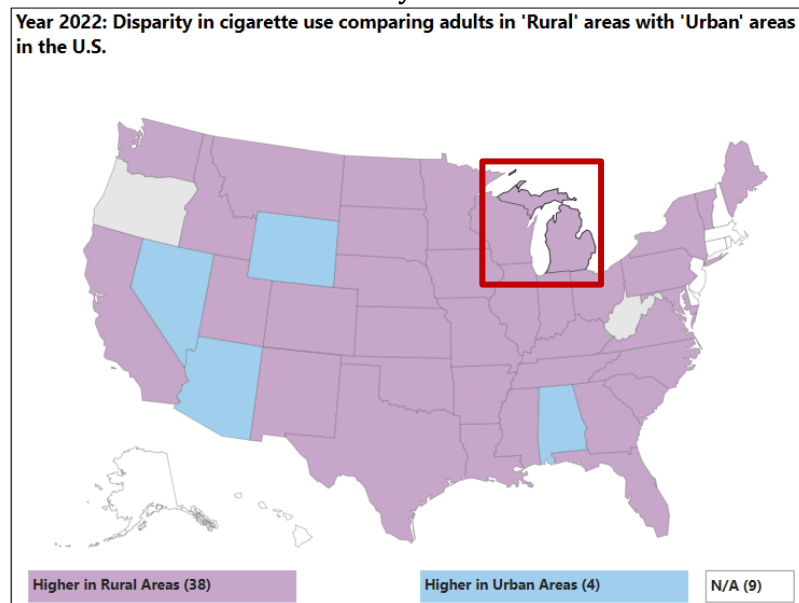 Year 2022: Disparity in cigarette use comparing adults in 'Rural' areas with 'Urban' areas
in the U.S.
Higher in Rural Areas (38)
Higher in Urban Areas (4)
N/A (9)